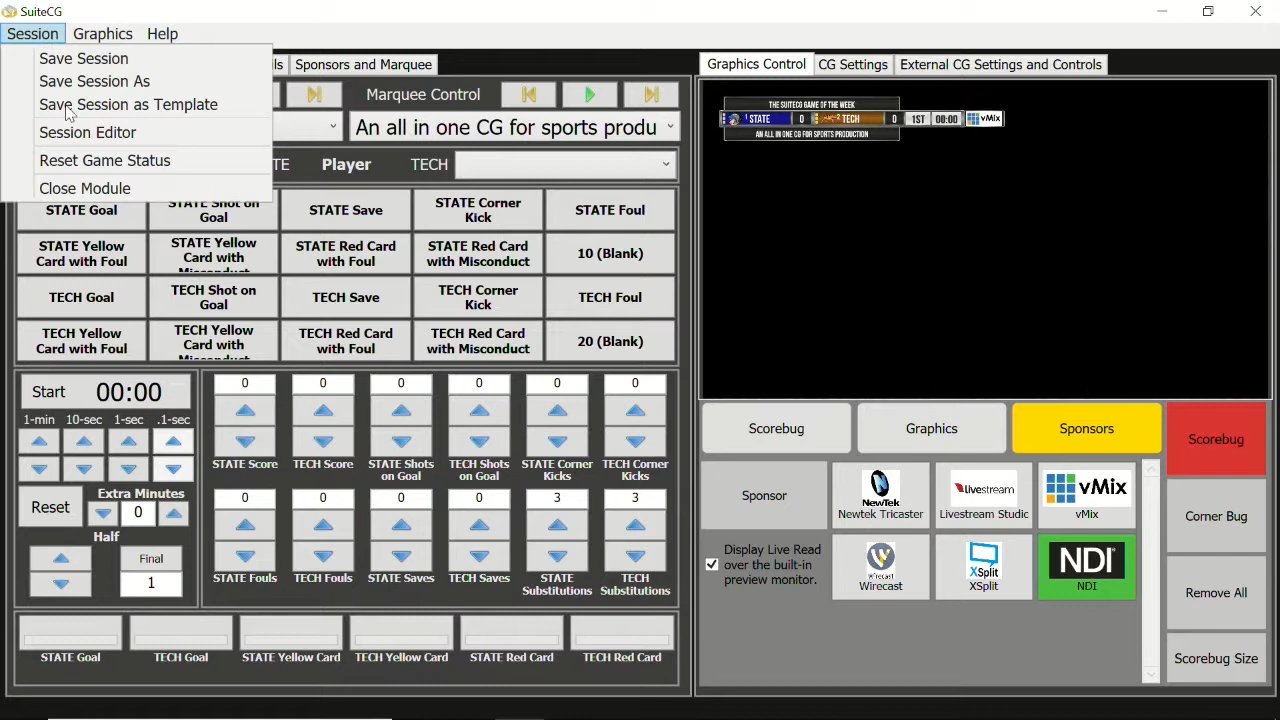 SuiteCG
Session Graphics Help
Save Session
Save Session As
Save Session as Template
Session Editor
Reset Game Status
Close Module
Sponsors and Marquee
Marquee Control
An all in one CG for sports produ
Player
TECH
STATE Goal
Goal
STATE Save
STATE Corner
Kick
STATE Foul
STATE Yellow
Card with Foul
STATE Yellow
Card with
STATE Red Card
with Foul
STATE Red Card
with Misconduct
10 (Blank)
TECH Goal
TECH Shot on
Goal
TECH Save
TECH Corner
Kick
TECH Foul
TECH Yellow
Card with Foul
TECH Yellow
Card with
TECH Red Card
with Foul
TECH Red Card
with Misconduct
20 (Blank)
Start 00:00
1-min 10-sec 1-sec .1-sec
Reset
Extra Minutes
0
Half
Final
1
0 0 0 0 0 0
STATE Score
TECH Score
STATE Shots
on Goal
TECH Shots
on Goal
STATE Corner
Kicks
TECH Corner
Kicks
0 0 0 0 3 3
STATE Fouls
TECH Fouls
STATE Saves
TECH Saves
STATE
Substitutions
TECH
Substitutions
STATE Goal
TECH Goal
STATE Yellow Card
TECH Yellow Card
STATE Red Card
TECH Red Card
Graphics Control
CG Settings
External CG Settings and Controls
THE SUITECG GAME OF THE WEEK
STATE 0 TECH 0 1ST 00:00 vMix
AN ALL IN ONE CG FOR SPORTS PRODUCTION
Scorebug
Graphics
Sponsors
Scorebug
Corner Bug
Remove All
Scorebug Size
Sponsor
Display Live Read
over the built-in
preview monitor.
NewTek
Newtek Tricaster
livestream
Livestream Studic
vMix
vMix
Wirecast
Wirecast
XSplit
XSplit
NDI
NDI